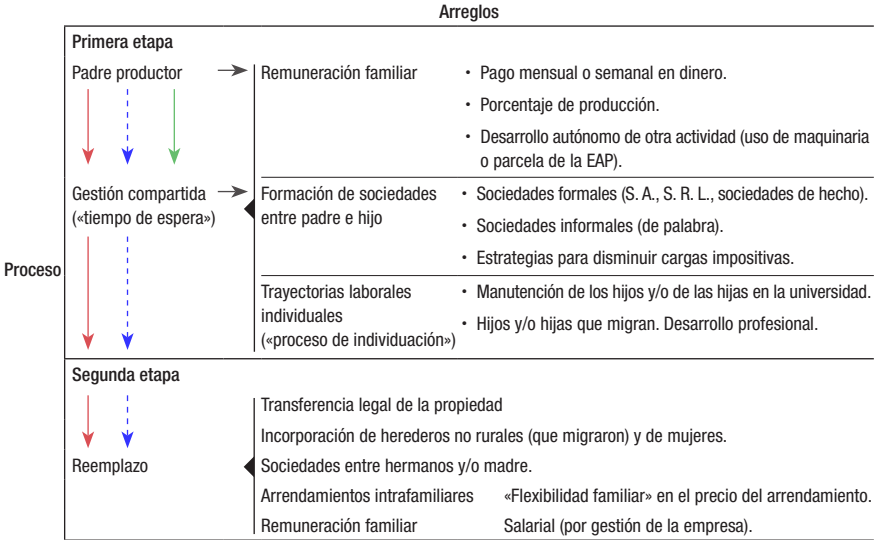 Arreglos
Primera etapa
Padre productor
Remuneración familiar
• Pago mensual o semanal en dinero.
• Porcentaje de producción.
• Desarrollo autónomo de otra actividad (uso de maquinaria
o parcela de la EAP).
Gestión compartida
(«tiempo de espera»)
Formación de sociedades
entre padre e hijo
• Sociedades formales (S. A., S. R. L., sociedades de hecho).
• Sociedades informales (de palabra).
• Estrategias para disminuir cargas impositivas.
Proceso
Trayectorias laborales
individuales
(«proceso de individuación»)
• Manutención de los hijos y/o de las hijas en la universidad.
• Hijos y/o hijas que migran. Desarrollo profesional.
Segunda etapa
Reemplazo
Transferencia legal de la propiedad
Incorporación de herederos no rurales (que migraron) y de mujeres.
Sociedades entre hermanos y/o madre.
Arrendamientos intrafamiliares «Flexibilidad familiar» en el precio del arrendamiento.
Remuneración familiar Salarial (por gestión de la empresa).